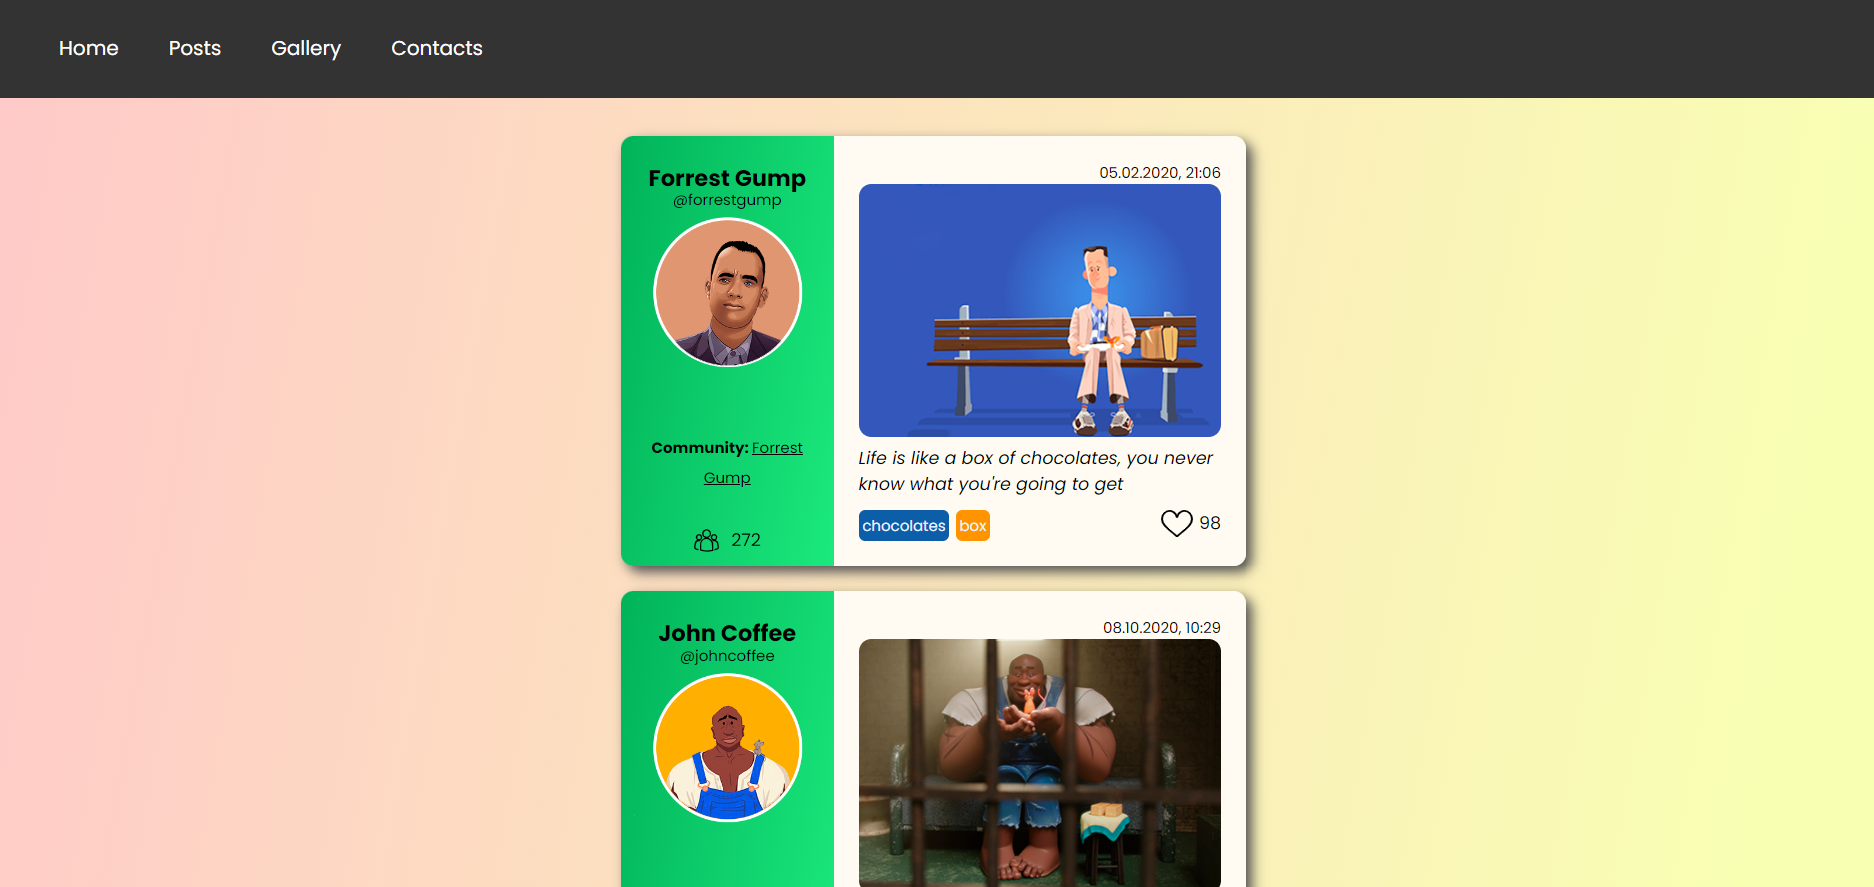 Home Posts Gallery Contacts
Forrest Gump
@forrestgump
Community: Forrest
Gump
272
05.02.2020, 21:06
Life is like a box of chocolates, you never
know what you're going to get
chocolates box
98
John Coffee
@johncoffee
08.10.2020, 10:29